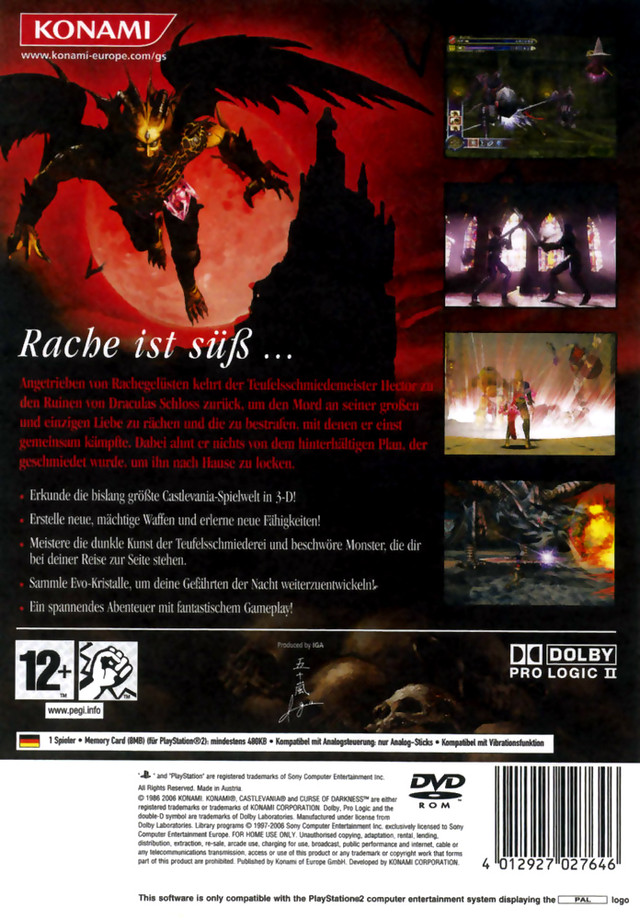 KONAMI
www.konami-europe.com/gs
Rache ist süß ...
Angetrieben von Rachegelüsten kehrt der Teufelsschmiedemeister Hector zu
den Ruinen von Draculas Schloss zurück, um den Mord an seiner großen
und einzigen Liebe zu rächen und die zu bestrafen, mit denen er einst
gemeinsam kämpfte. Dabei ahnt er nichts von dem hinterhältigen Plan, der
geschmiedet wurde, um ihn nach Hause zu locken.
• Erkunde die bislang größte Castlevania-Spielwelt in 3-D!
• Erstelle neue, mächtige Waffen und erlerne neue Fähigkeiten!
• Meistere die dunkle Kunst der Teufelsschmiederei und beschwöre Monster, die dir
bei deiner Reise zur Seite stehen.
• Sammle Evo-Kristalle, um deine Gefährten der Nacht weiterzuentwickeln!
• Ein spannendes Abenteuer mit fantastischem Gameplay!
12+ ™
™
www.pegi.info
Produced by IGA
五十嵐
Iga
DOLBY
PRO LOGIC II
1 Spieler • Memory Card (8MB) (für PlayStation®2): mindestens 480KB • Kompatibel mit Analogsteuerung: nur Analog-Sticks • Kompatibel mit Vibrationsfunktion
"PS" and "PlayStation" are registered trademarks of Sony Computer Entertainment Inc.
All Rights Reserved. Made in Austria.
© 1986 2006 KONAMI. KONAMI®, CASTLEVANIA® and CURSE OF DARKNESS™ are either
registered trademarks or trademarks of KONAMI CORPORATION. Dolby, Pro Logic and the
double-D symbol are trademarks of Dolby Laboratories. Manufactured under license from
Dolby Laboratories. Library programs © 1997-2006 Sony Computer Entertainment Inc. exclusively licensed to Sony
Computer Entertainment Europe. FOR HOME USE ONLY. Unauthorised copying, adaptation, rental, lending,
distribution, extraction, re-sale, arcade use, charging for use, broadcast, public performance and internet, cable or
any telecommunications transmission, access or use of this product or any trademark or copyright work that forms
part of this product are prohibited. Published by Konami of Europe GmbH. Developed by KONAMI CORPORATION.
DVD
ROM
4 012927 027646
This software is only compatible with the PlayStation2 computer entertainment system displaying the PAL logo